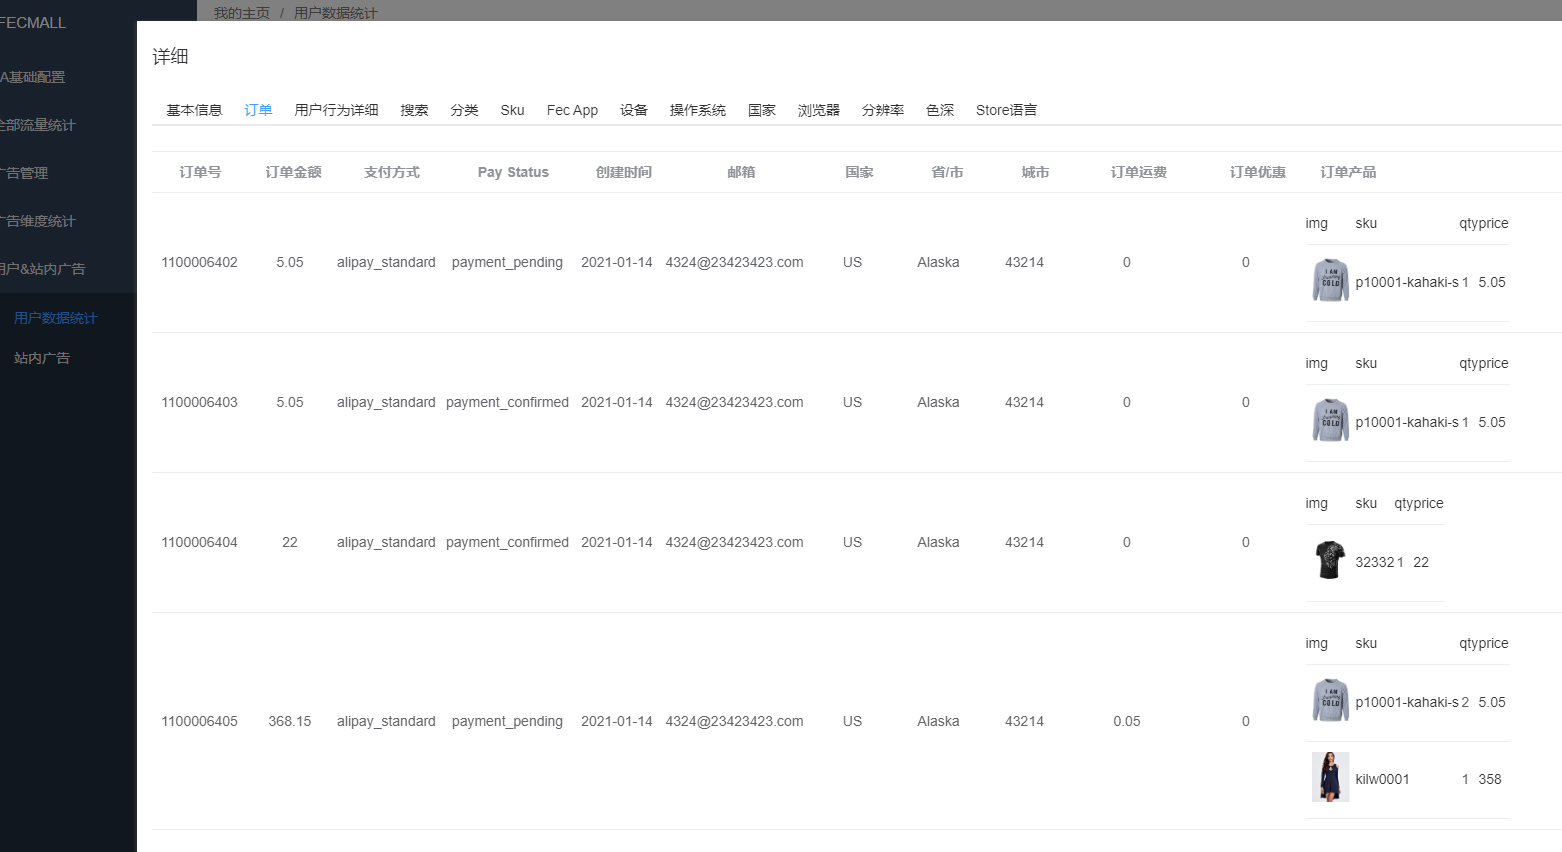 FECMALL
我的主页 / 用户数据统计
A基础配置
全部流量统计
广告管理
广告维度统计
用户&站内广告
用户数据统计
站内广告
详细
基本信息 订单 用户行为详细 搜索 分类 Sku Fec App 设备 操作系统 国家 浏览器 分辨率 色深 Store语言
订单号 订单金额 支付方式 Pay Status 创建时间 邮箱 国家 省/市 城市 订单运费 订单优惠 订单产品
img sku qtyprice
1100006402 5.05 alipay_standard payment_pending 2021-01-14 4324@23423423.com US Alaska 43214 0 0
I AM
COLD
p10001-kahaki-s 1 5.05
img sku qtyprice
1100006403 5.05 alipay_standard payment_confirmed 2021-01-14 4324@23423423.com US Alaska 43214 0 0
I AM
COLD
p10001-kahaki-s 1 5.05
img sku qtyprice
1100006404 22 alipay_standard payment_confirmed 2021-01-14 4324@23423423.com US Alaska 43214 0 0
32332 1 22
img sku qtyprice
I AM
COLD
p10001-kahaki-s 2 5.05
1100006405 368.15 alipay_standard payment_pending 2021-01-14 4324@23423423.com US Alaska 43214 0.05 0
kilw0001 1 358